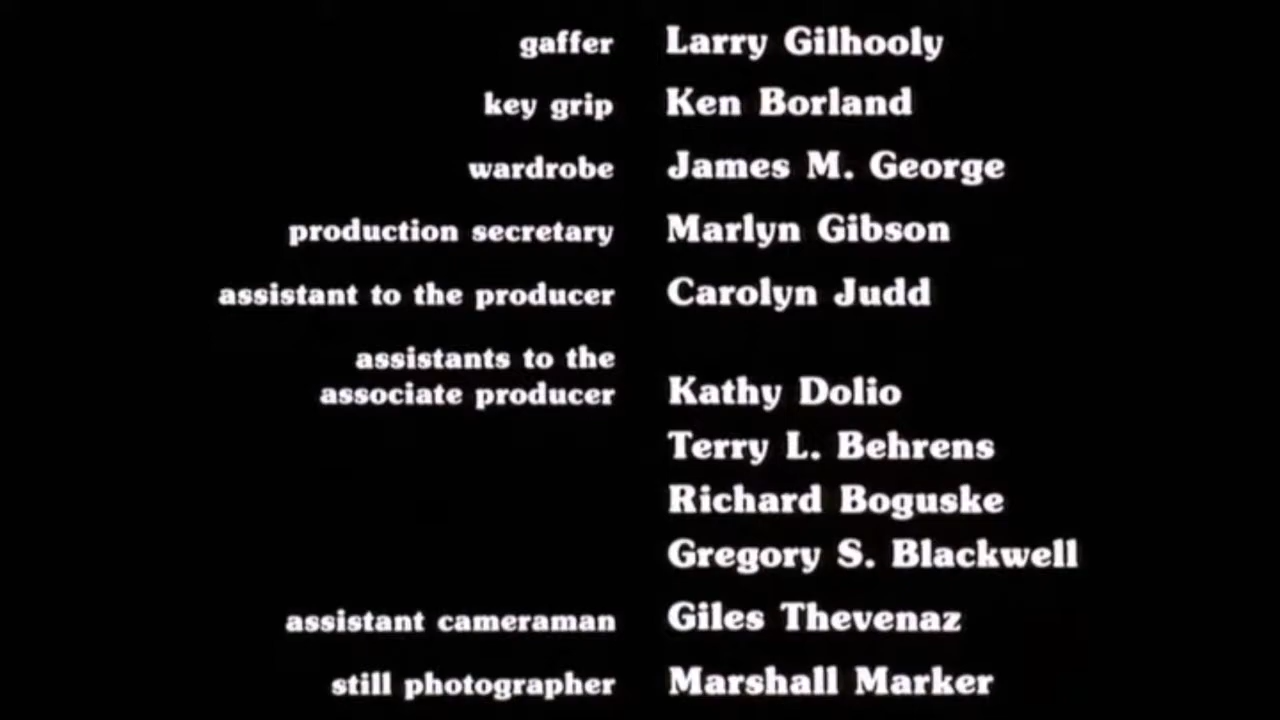 gaffer Larry Gilhooly
key grip Ken Borland
wardrobe James M. George
production secretary Marlyn Gibson
assistant to the producer Carolyn Judd
assistants to the
associate producer Kathy Dolio
Terry L. Behrens
Richard Boguske
Gregory S. Blackwell
assistant cameraman Giles Thevenaz
still photographer Marshall Marker